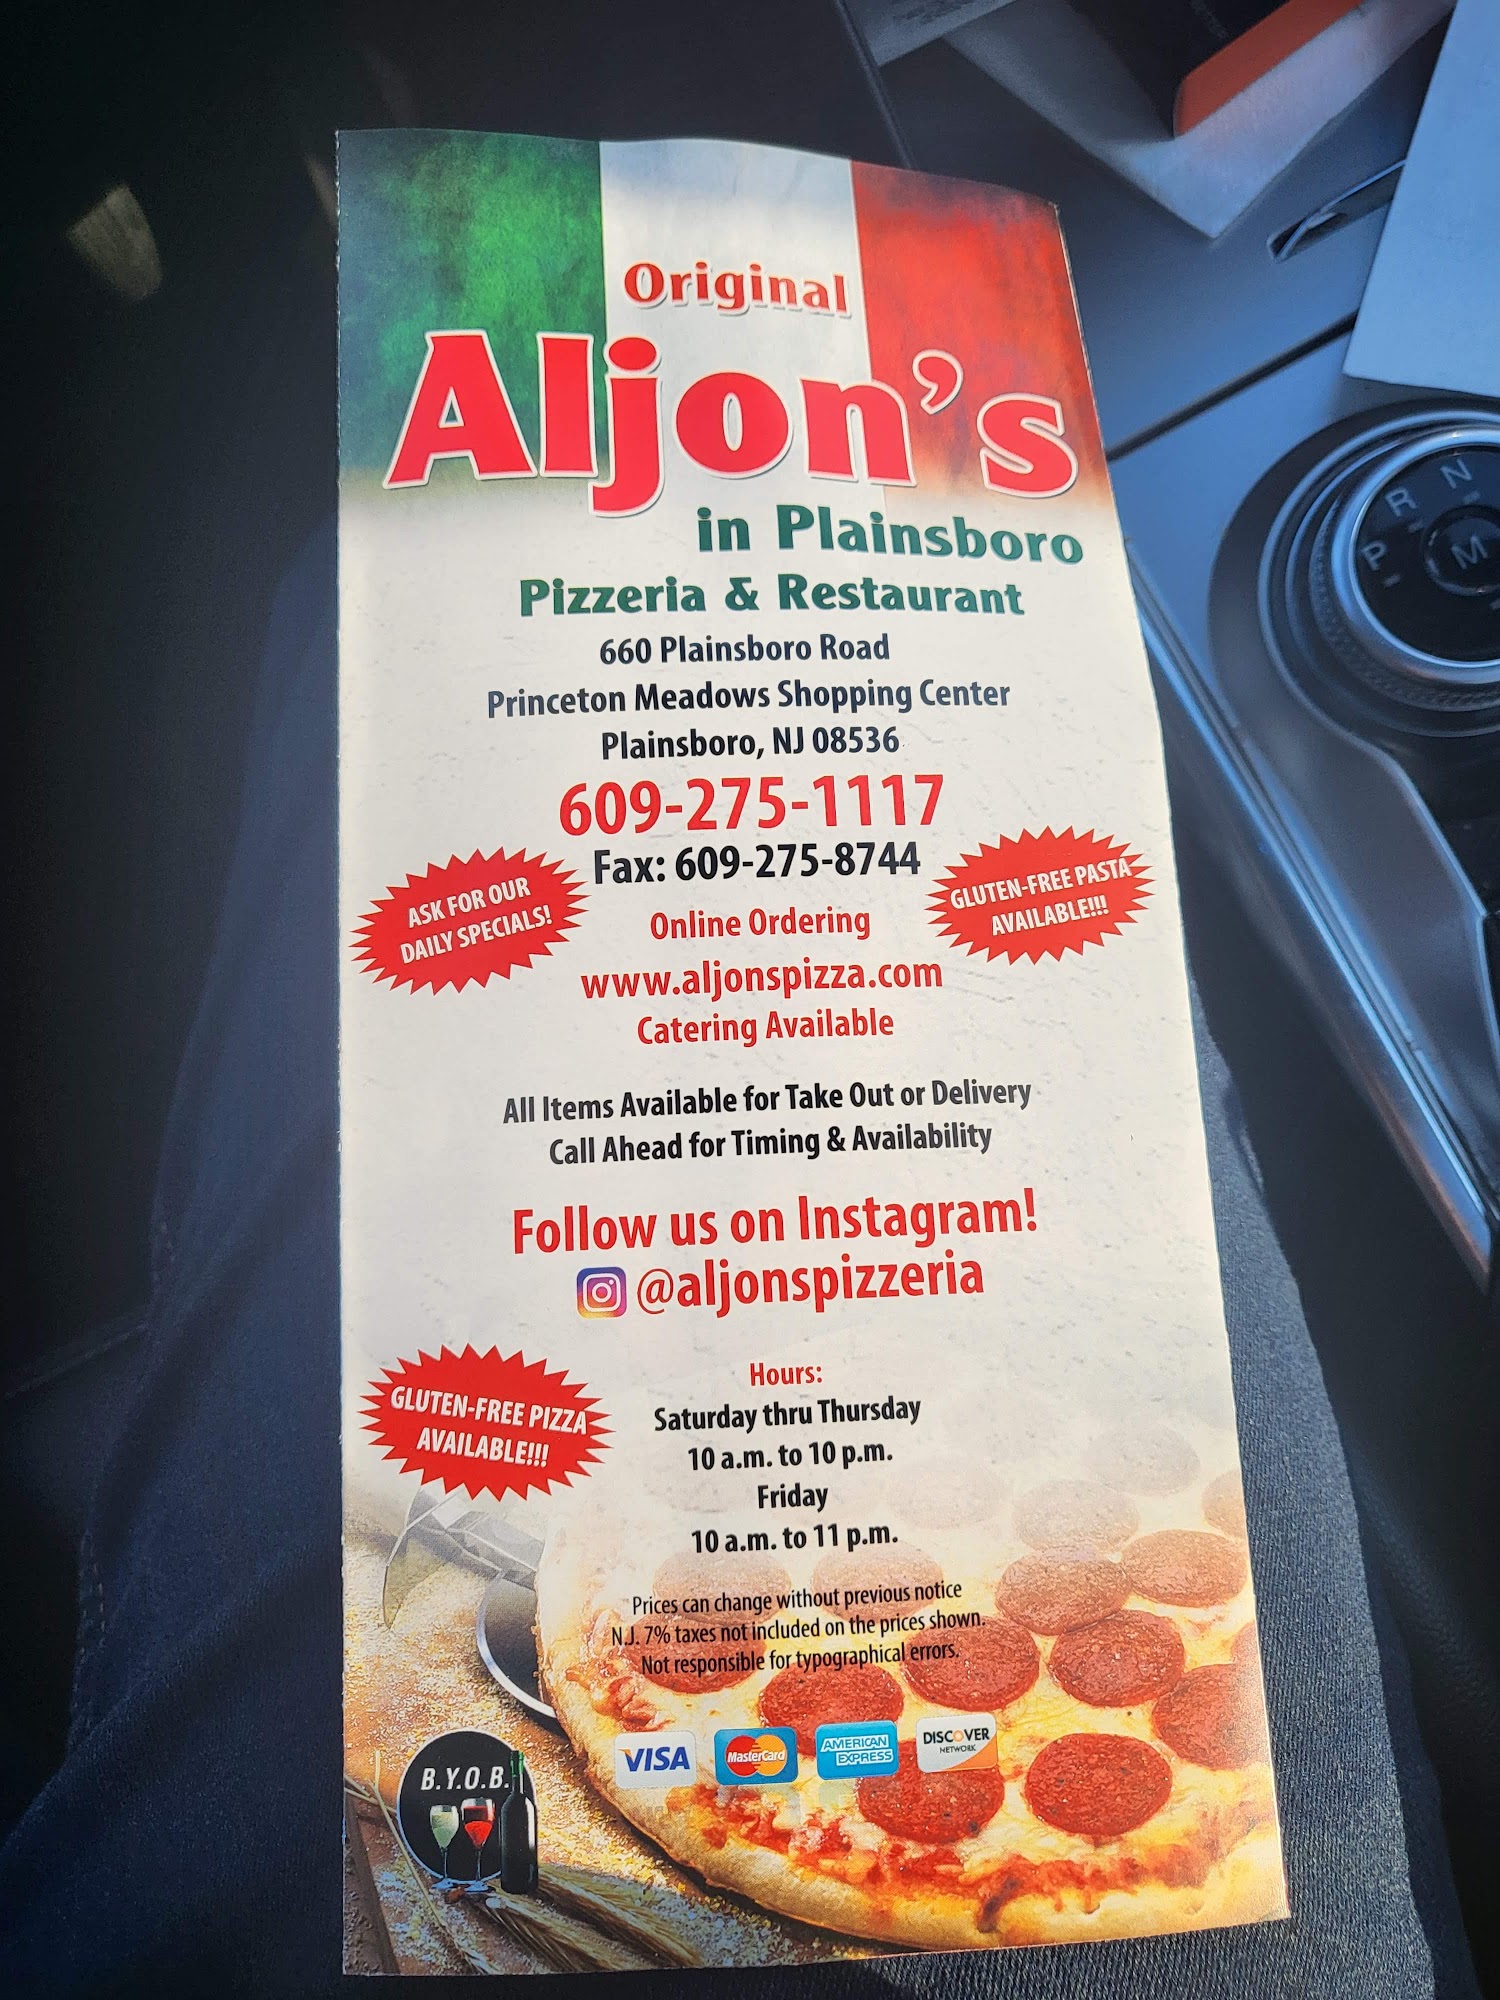 Original
Aljon's
in Plainsboro
Pizzeria & Restaurant
660 Plainsboro Road
Princeton Meadows Shopping Center
Plainsboro, NJ 08536
609-275-1117
Fax: 609-275-8744
ASK FOR OUR
DAILY SPECIALS!
GLUTEN-FREE PASTA
AVAILABLE!!!
Online Ordering
www.aljonspizza.com
Catering Available
All Items Available for Take Out or Delivery
Call Ahead for Timing & Availability
Follow us on Instagram!
@aljonspizzeria
GLUTEN-FREE PIZZA
AVAILABLE!!!
Hours:
Saturday thru Thursday
10 a.m. to 10 p.m.
Friday
10 a.m. to 11 p.m.
Prices can change without previous notice
N.J. 7% taxes not included on the prices shown.
Not responsible for typographical errors.
VISA
MasterCard
AMERICAN
EXPRESS
DISCOVER
NETWORK
B.Y.O.B.
P R N
M